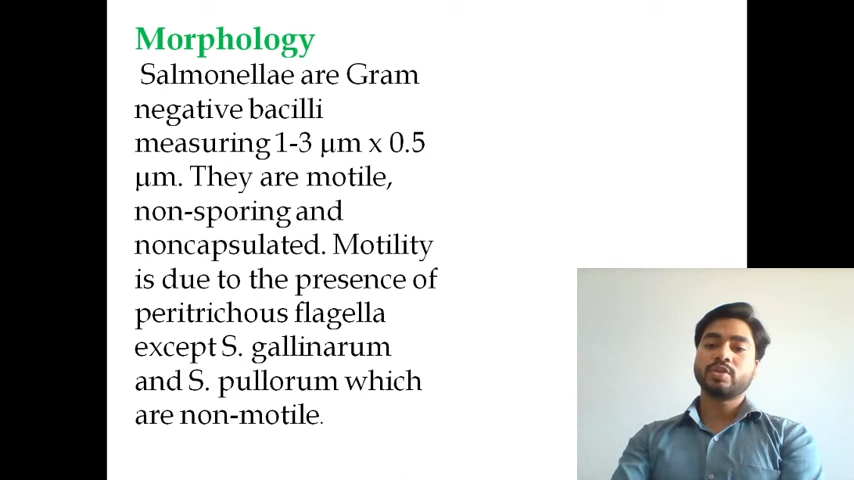 Morphology
Salmonellae are Gram
negative bacilli
measuring 1-3 μm x 0.5
μm. They are motile,
non-sporing and
noncapsulated. Motility
is due to the presence of
peritrichous flagella
except S. gallinarum
and S. pullorum which
are non-motile.